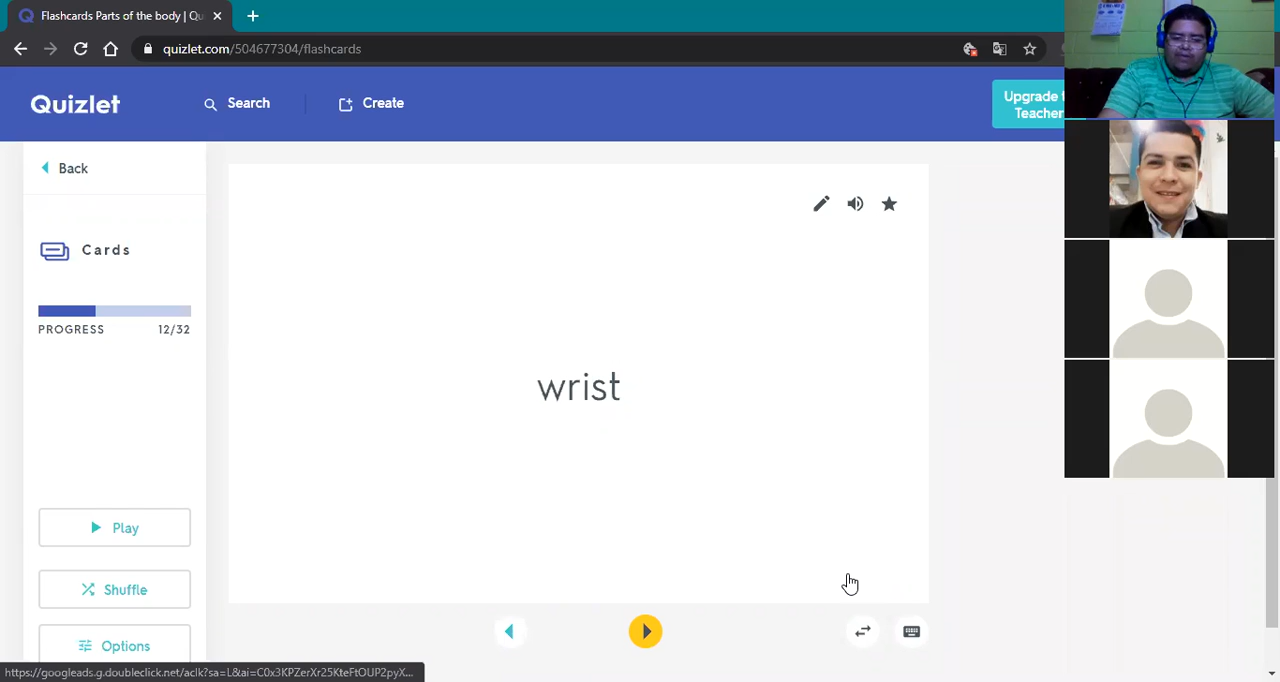 Flashcards Parts of the body | Qu
quizlet.com/504677304/flashcards
Quizlet
Search
Create
Upgrade
Teacher
Back
Cards
PROGRESS 12/32
wrist
Play
Shuffle
Options
https://googleads.g.doubleclick.net/aclk?sa=L&ai=C0x3KPZerXr25KteFtOUP2pyX...